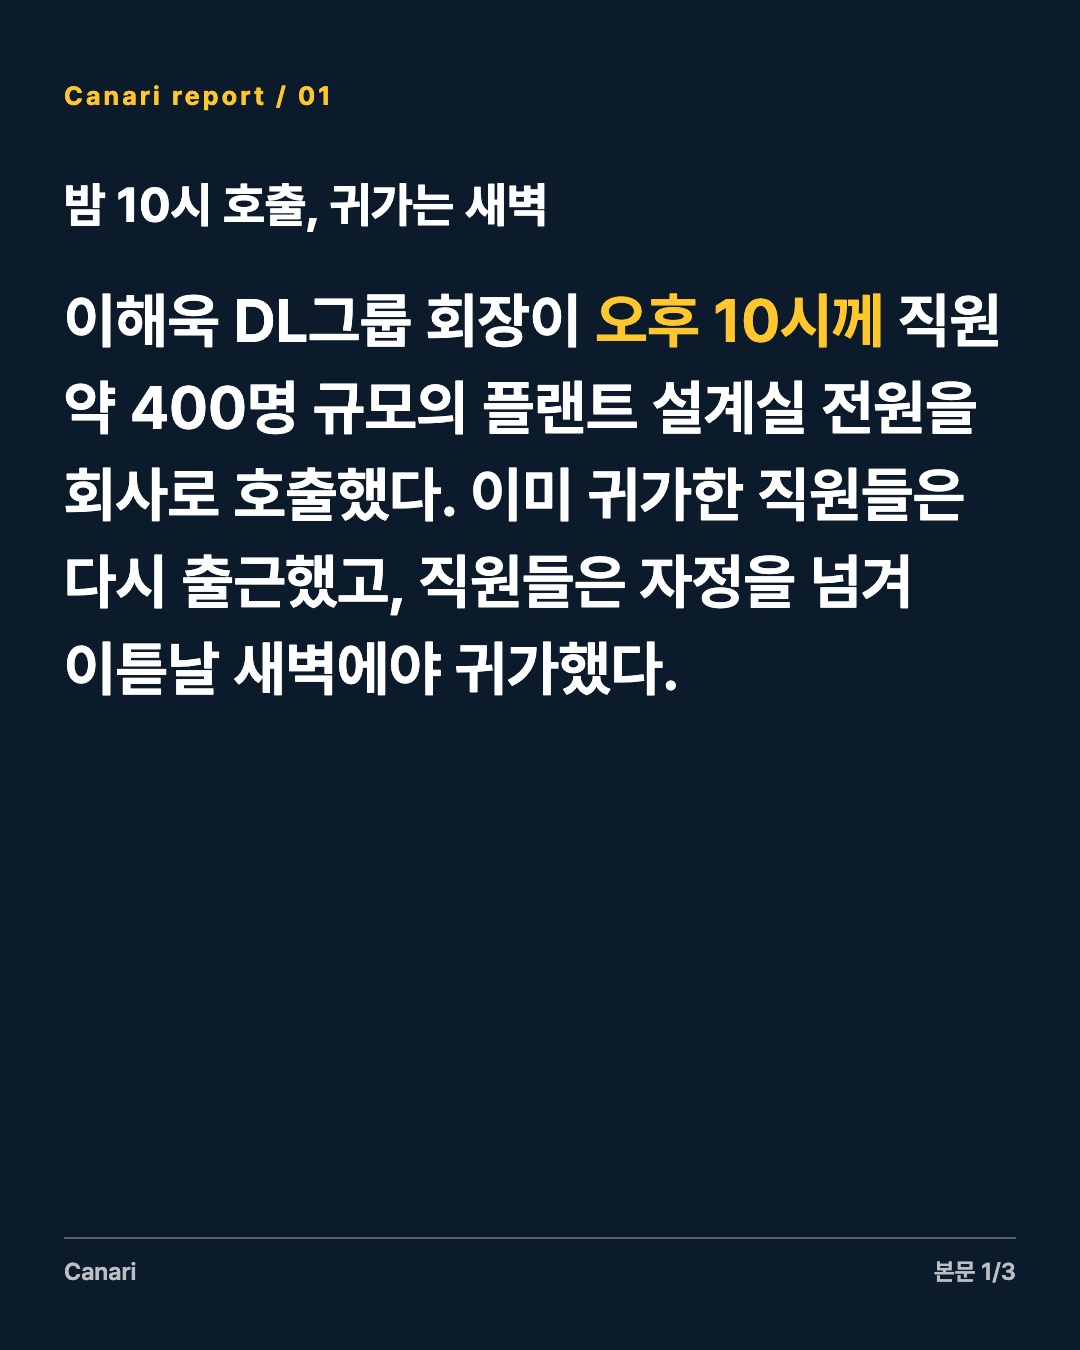 Canari report / 01
밤 10시 호출, 귀가는 새벽
이해욱 DL그룹 회장이 오후 10시께 직원
약 400명 규모의 플랜트 설계실 전원을
회사로 호출했다. 이미 귀가한 직원들은
다시 출근했고, 직원들은 자정을 넘겨
이튿날 새벽에야 귀가했다.
Canari
본문 1/3